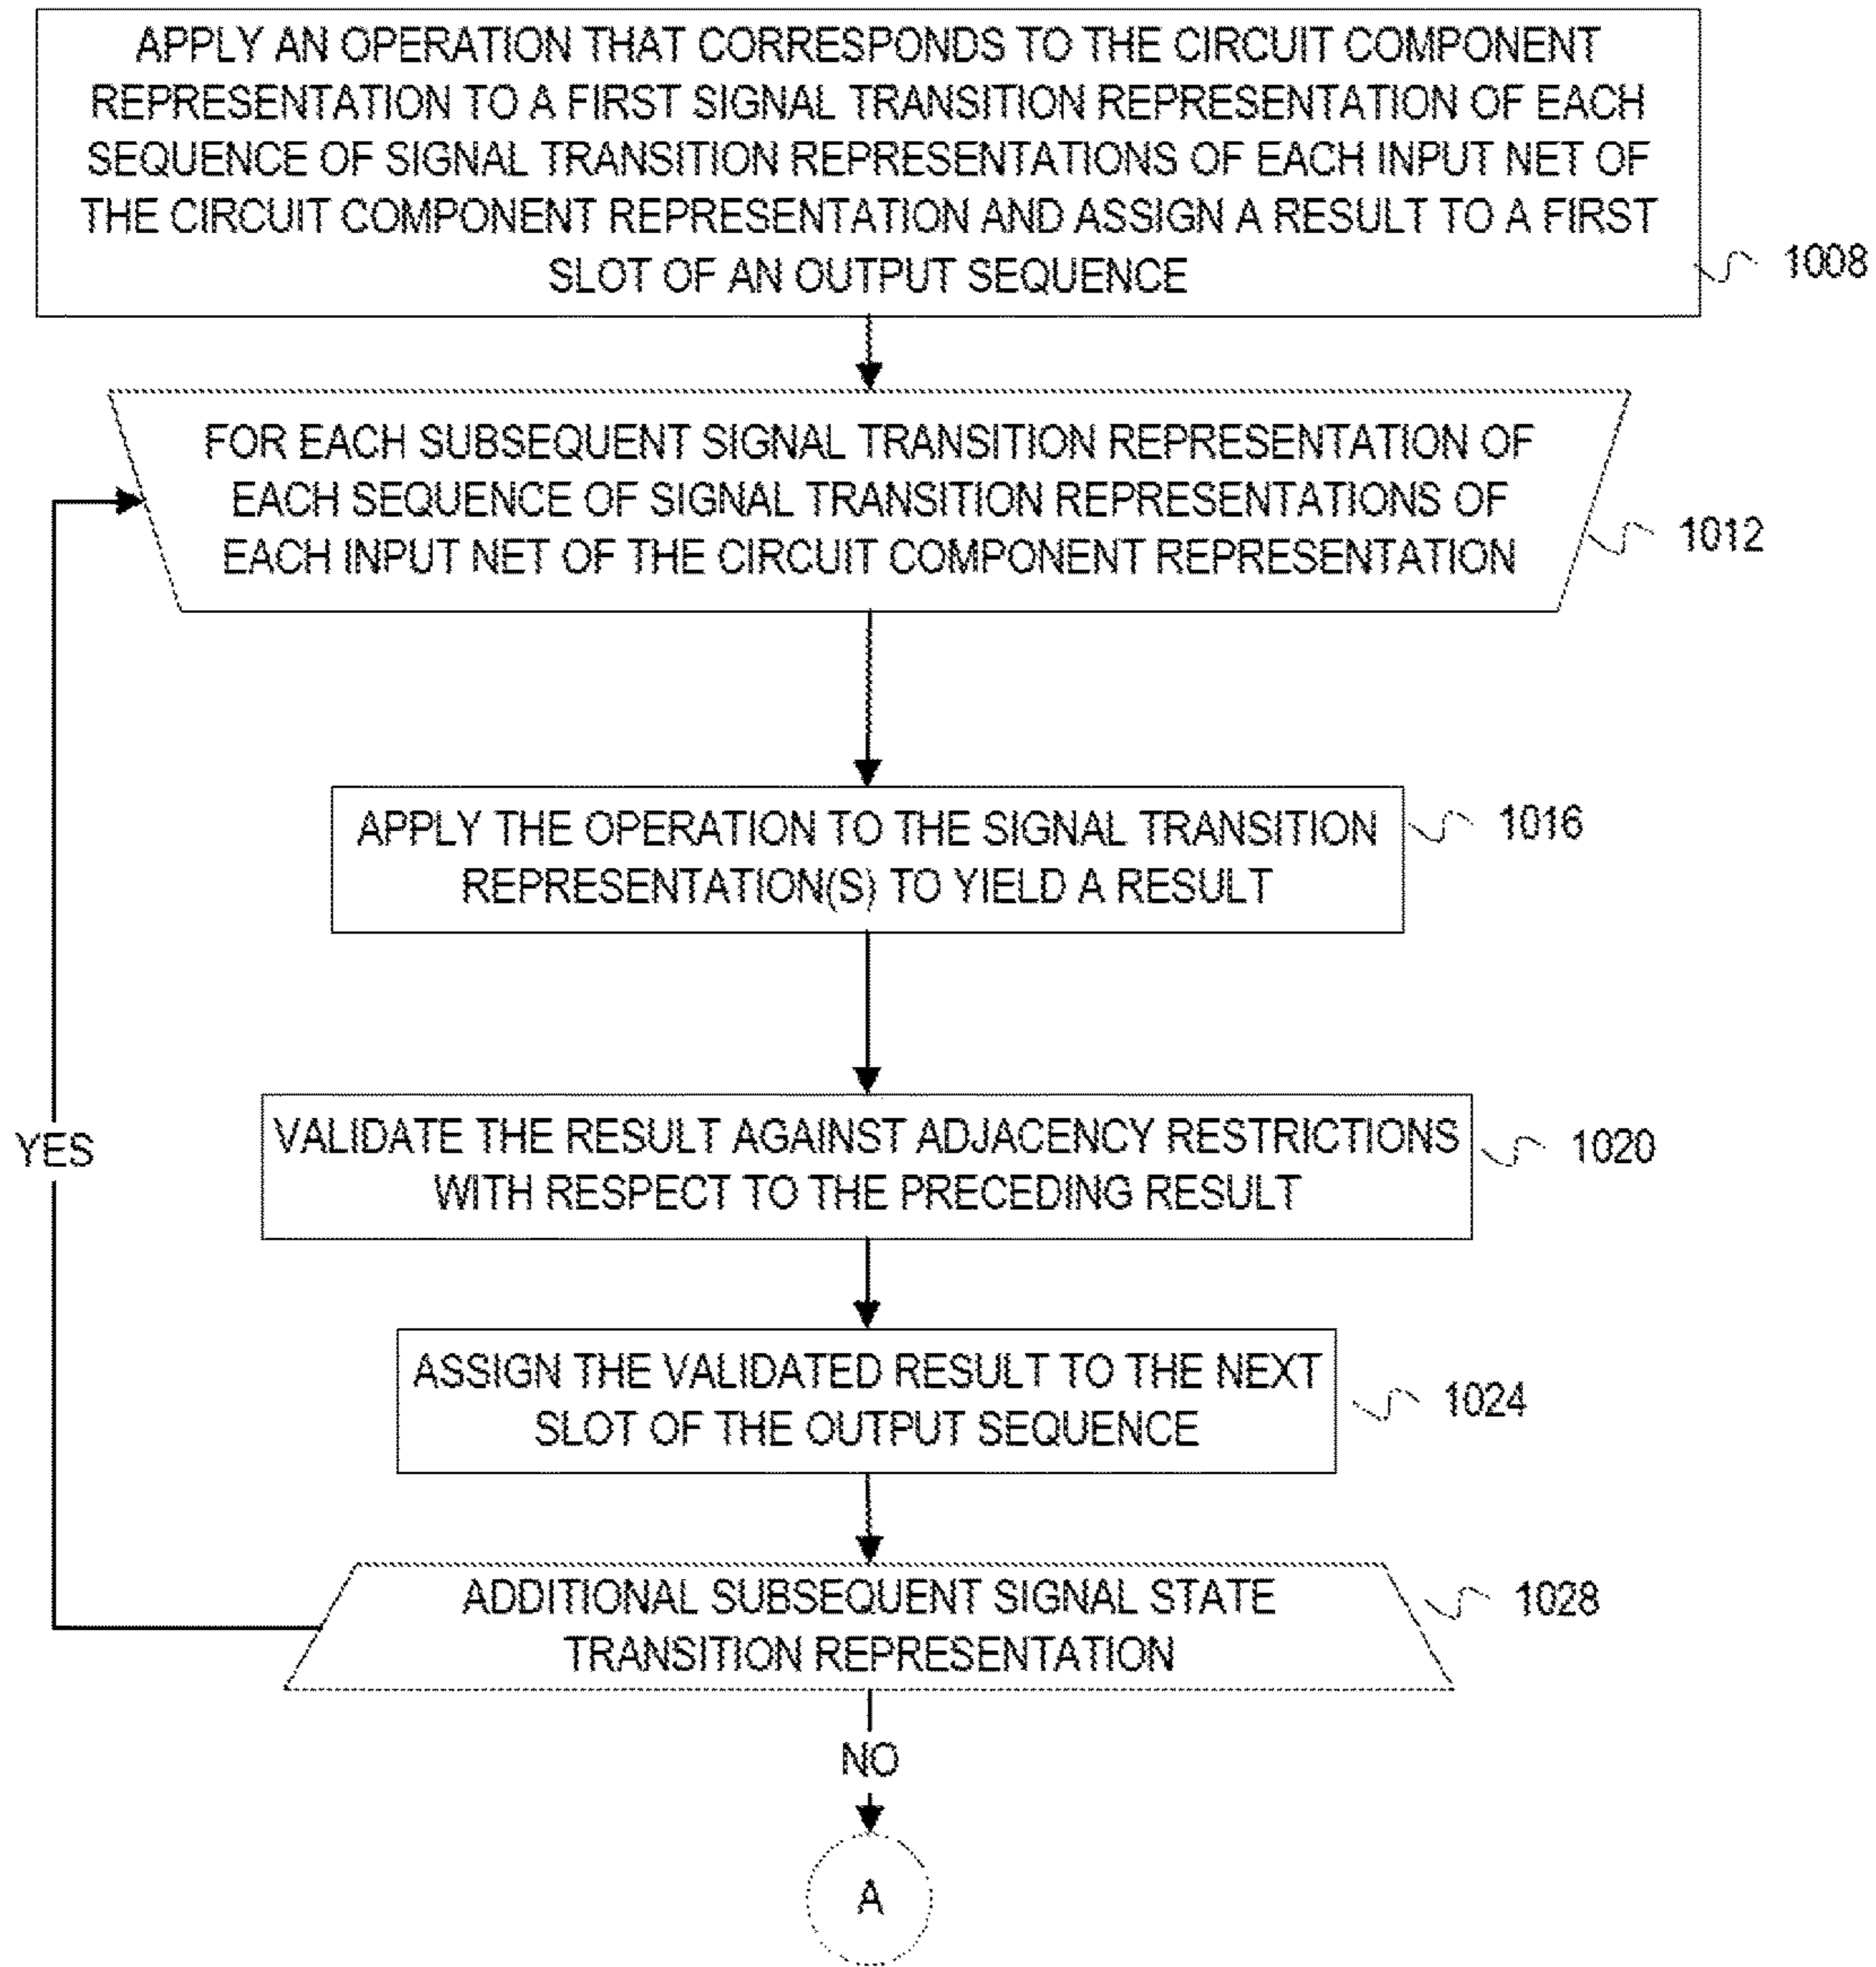 APPLY AN OPERATION THAT CORRESPONDS TO THE CIRCUIT COMPONENT
REPRESENTATION TO A FIRST SIGNAL TRANSITION REPRESENTATION OF EACH
SEQUENCE OF SIGNAL TRANSITION REPRESENTATIONS OF EACH INPUT NET OF
THE CIRCUIT COMPONENT REPRESENTATION AND ASSIGN A RESULT TO A FIRST
SLOT OF AN OUTPUT SEQUENCE
1008
FOR EACH SUBSEQUENT SIGNAL TRANSITION REPRESENTATION OF
EACH SEQUENCE OF SIGNAL TRANSITION REPRESENTATIONS OF
EACH INPUT NET OF THE CIRCUIT COMPONENT REPRESENTATION
1012
APPLY THE OPERATION TO THE SIGNAL TRANSITION
REPRESENTATION(S) TO YIELD A RESULT
1016
VALIDATE THE RESULT AGAINST ADJACENCY RESTRICTIONS
WITH RESPECT TO THE PRECEDING RESULT
1020
YES
ASSIGN THE VALIDATED RESULT TO THE NEXT
SLOT OF THE OUTPUT SEQUENCE
1024
ADDITIONAL SUBSEQUENT SIGNAL STATE
TRANSITION REPRESENTATION
1028
NO
A